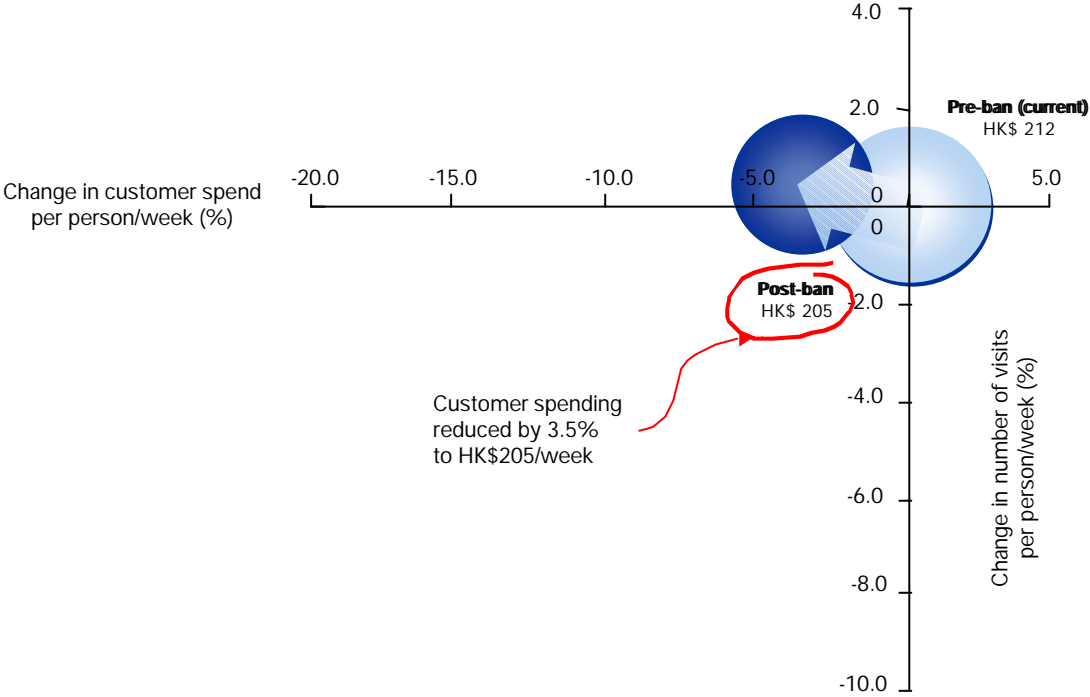 4.0
2.0
Pre-ban (current)
HK$ 212
Change in customer spend
per person/week (%)
-20.0
-15.0
-10.0
-5.0
0
5.0
0
Post-ban
HK$ 205
-2.0
Customer spending
reduced by 3.5%
to HK$205/week
-4.0
-6.0
-8.0
-10.0
Change in number of visits
per person/week (%)